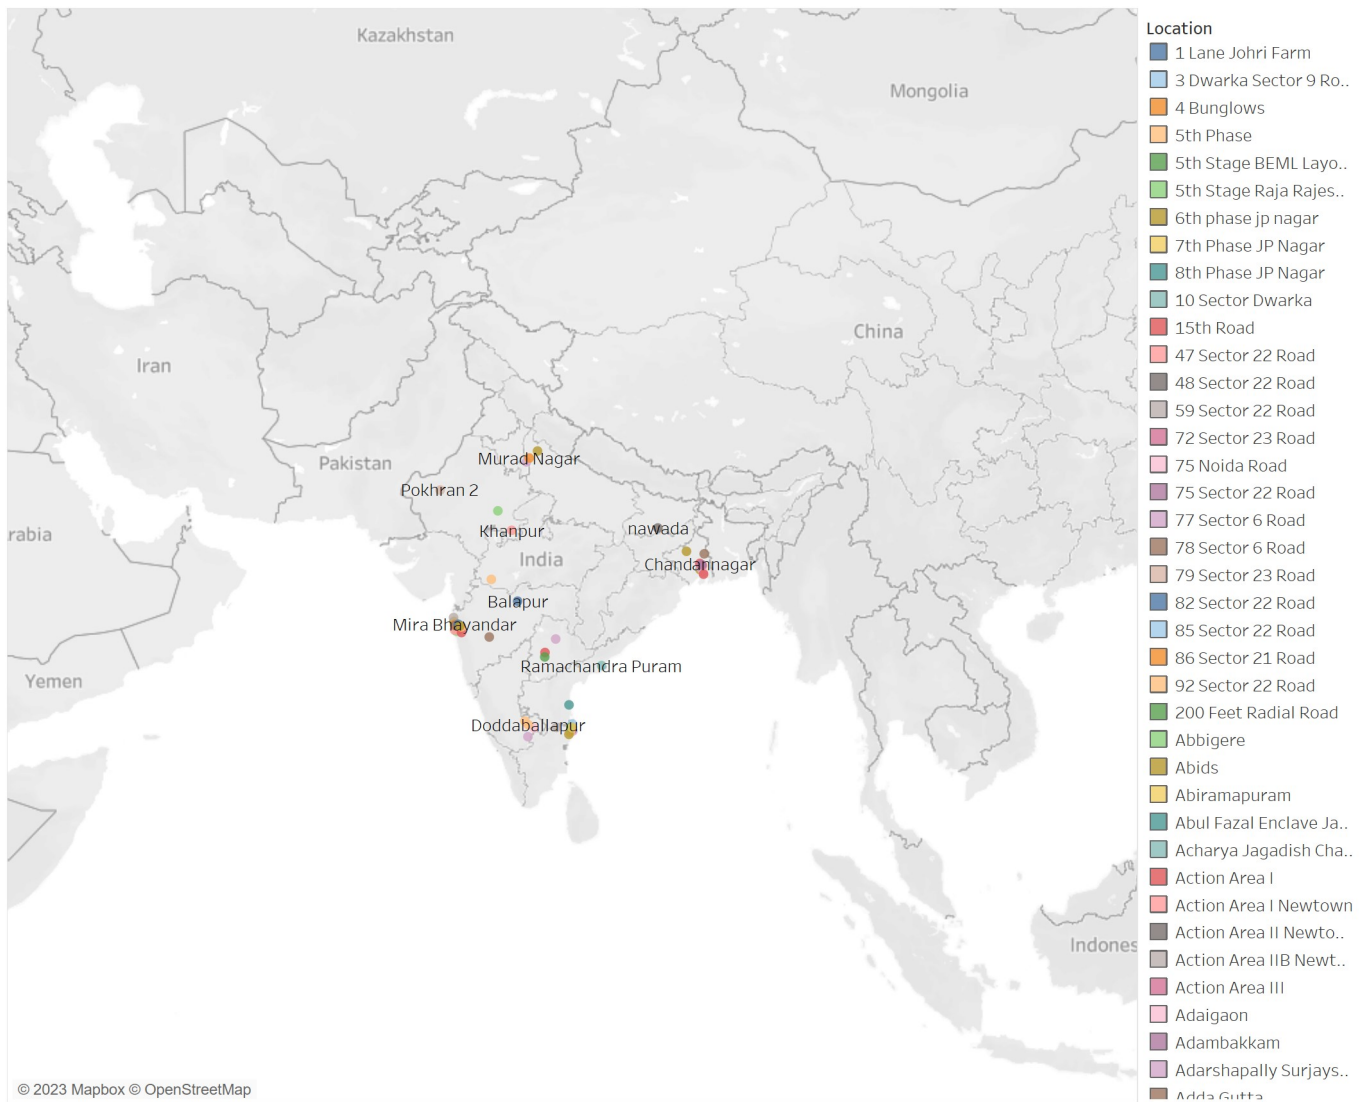 Kazakhstan
Mongolia
China
Iran
Pakistan
Murad Nagar
Pokhran 2
Khanpur
nawada
India
Chandannagar
rabia
Balapur
Mira Bhayandar
Ramachandra Puram
Yemen
Doddaballapur
Indones
© 2023 Mapbox © OpenStreetMap
Location
1 Lane Johri Farm
3 Dwarka Sector 9 Ro..
4 Bunglows
5th Phase
5th Stage BEML Layo..
5th Stage Raja Rajes..
6th phase jp nagar
7th Phase JP Nagar
8th Phase JP Nagar
10 Sector Dwarka
15th Road
47 Sector 22 Road
48 Sector 22 Road
59 Sector 22 Road
72 Sector 23 Road
75 Noida Road
75 Sector 22 Road
77 Sector 6 Road
78 Sector 6 Road
79 Sector 23 Road
82 Sector 22 Road
85 Sector 22 Road
86 Sector 21 Road
92 Sector 22 Road
200 Feet Radial Road
Abbigere
Abids
Abiramapuram
Abul Fazal Enclave Ja..
Acharya Jagadish Cha..
Action Area I
Action Area I Newtown
Action Area II Newto..
Action Area IIB Newt..
Action Area III
Adaigaon
Adambakkam
Adarshapally Surjays..
Adda Gutta